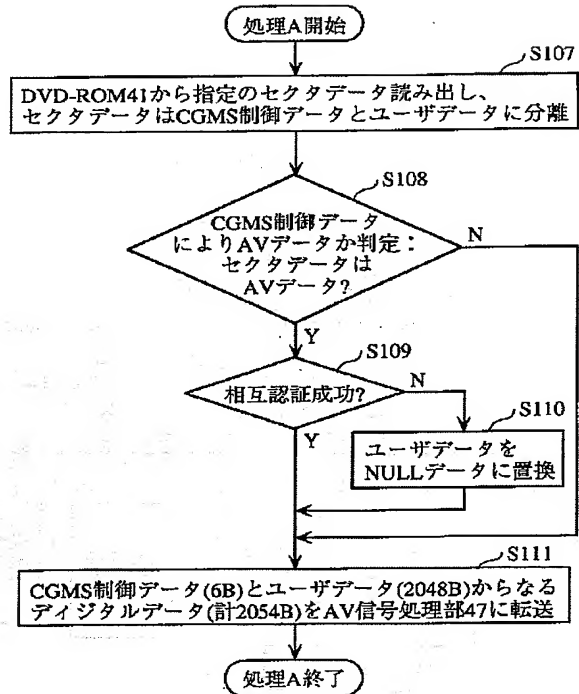 処理A開始
S107
DVD-ROM41から指定のセクタデータ読み出し、
セクタデータはCGMS制御データとユーザデータに分離
S108
CGMS制御データ
によりAVデータか判定：
セクタデータは
AVデータ?
N
Y
S109
相互認証成功?
N
Y
S110
ユーザデータを
NULLデータに置換
S111
CGMS制御データ(6B)とユーザデータ(2048B)からなる
ディジタルデータ(計2054B)をAV信号処理部47に転送
処理A終了